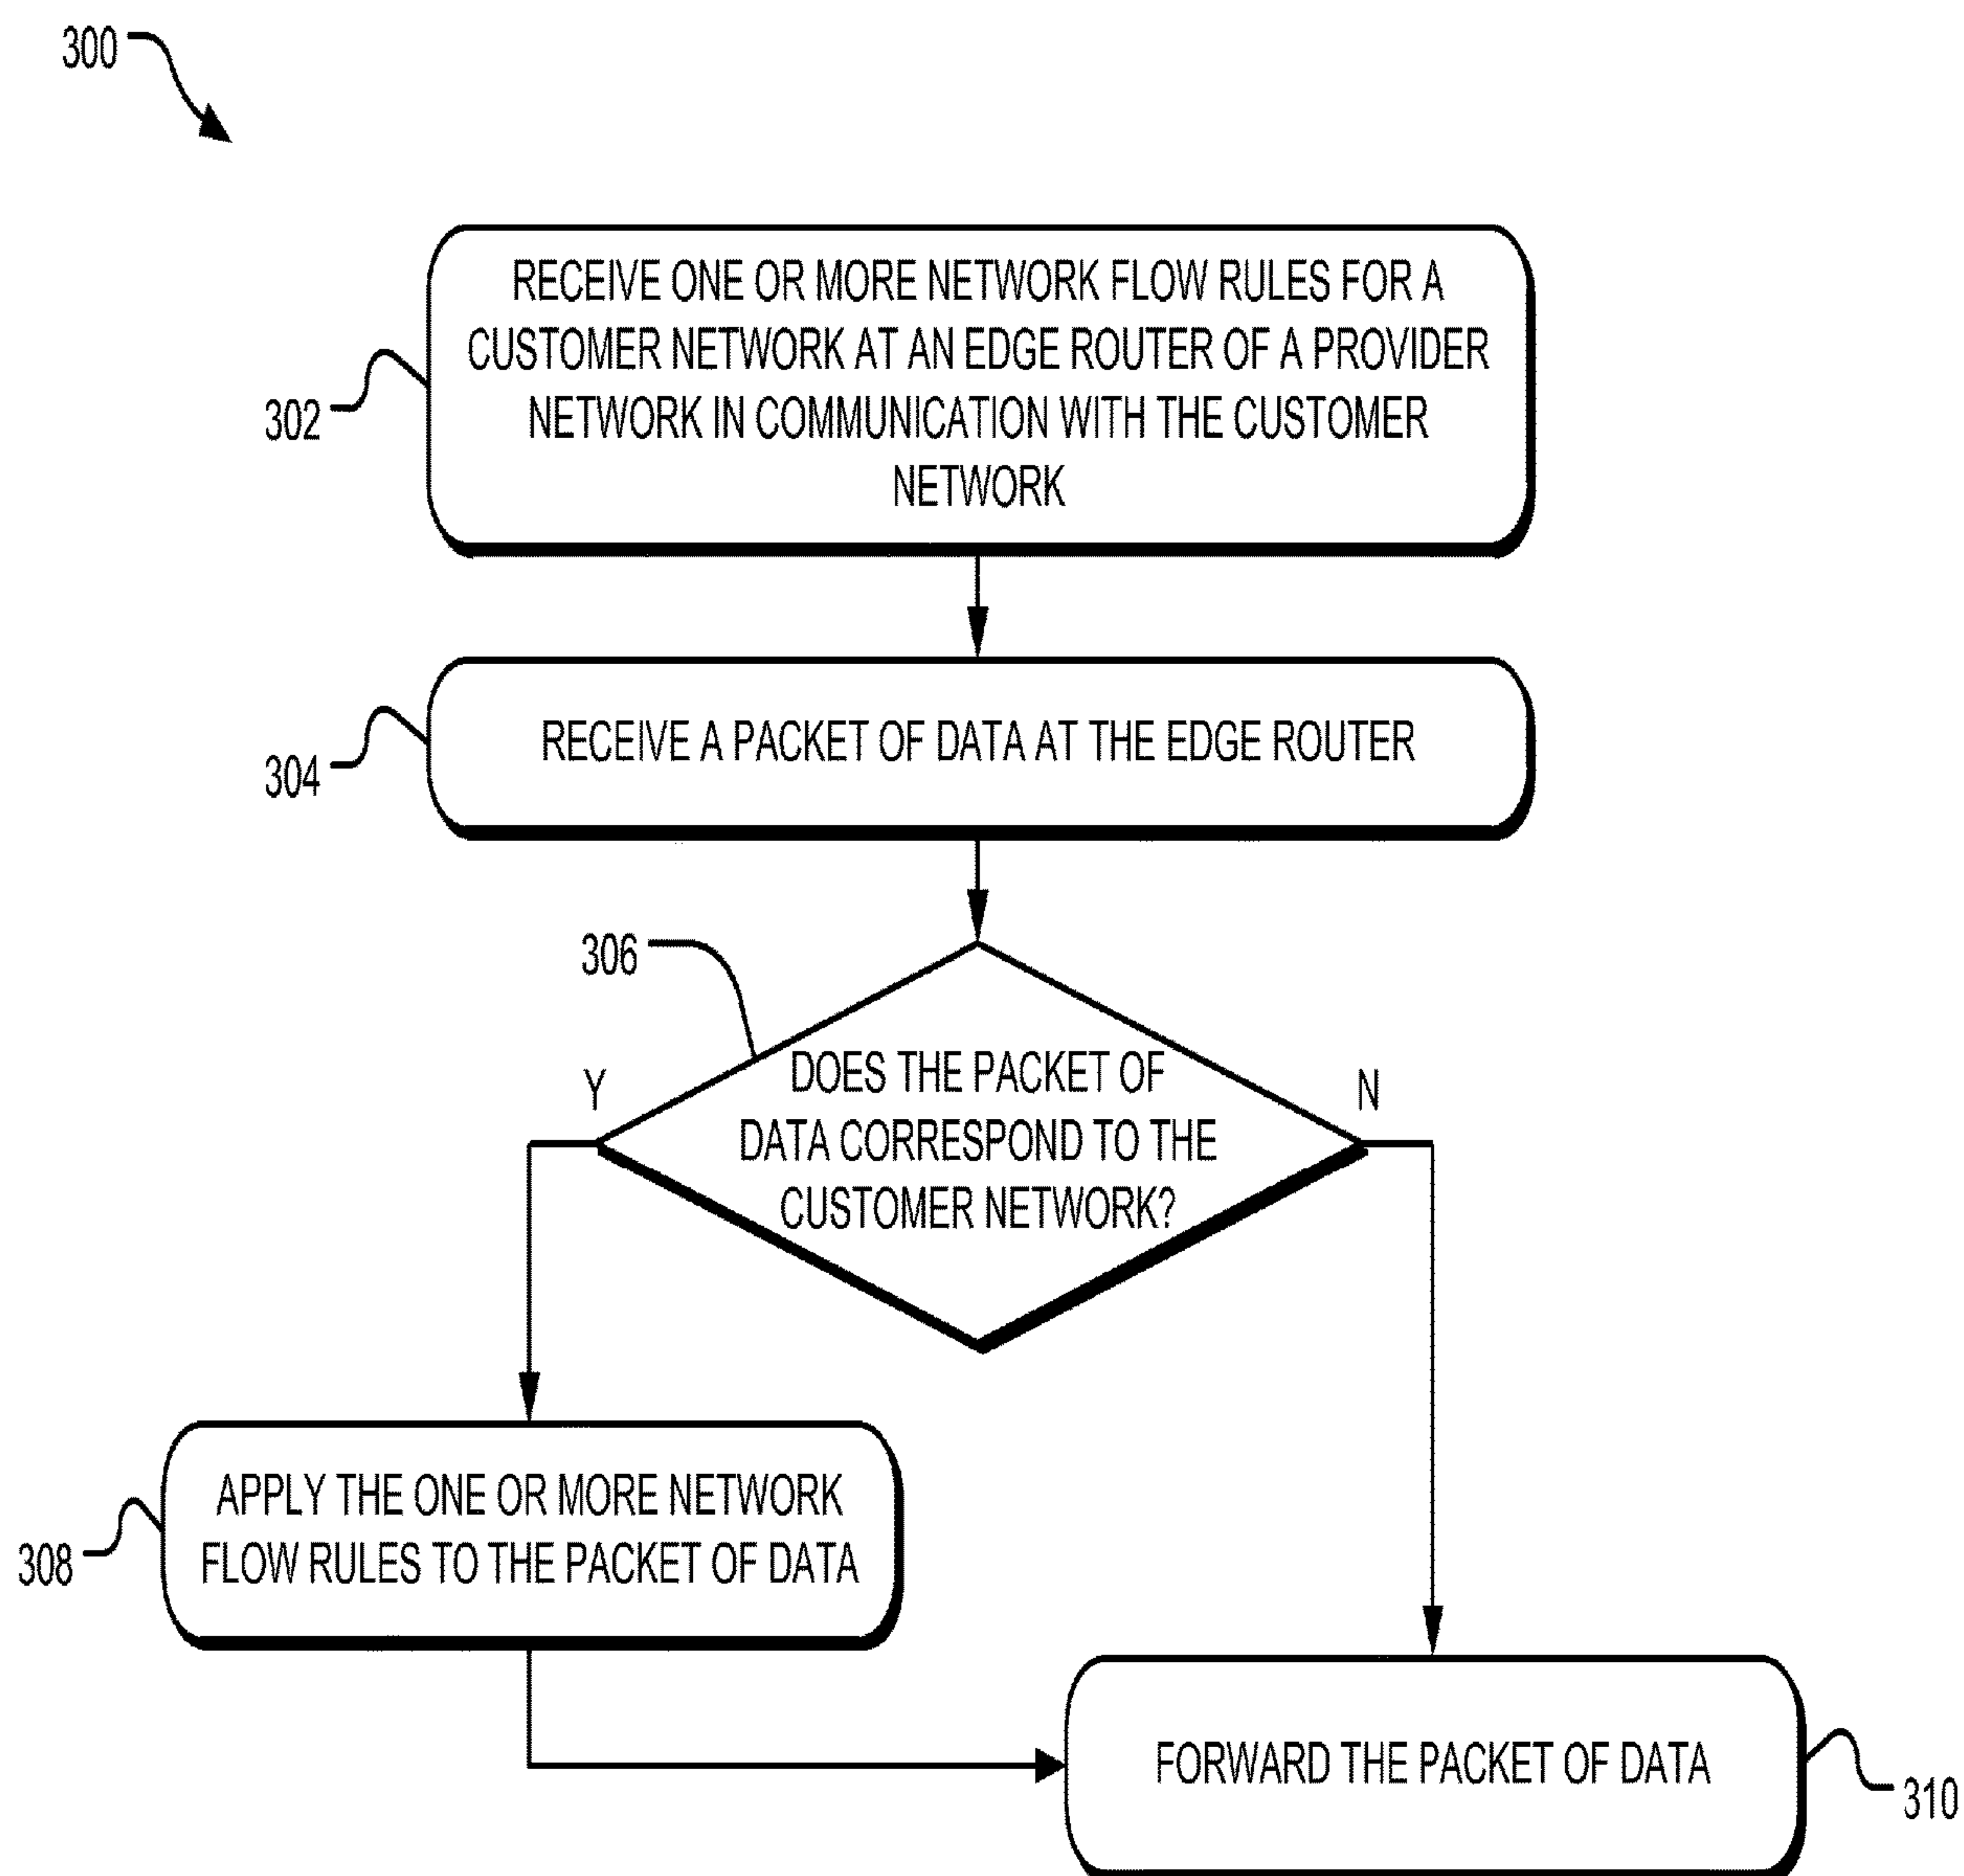 300
RECEIVE ONE OR MORE NETWORK FLOW RULES FOR A
CUSTOMER NETWORK AT AN EDGE ROUTER OF A PROVIDER
NETWORK IN COMMUNICATION WITH THE CUSTOMER
NETWORK
302
RECEIVE A PACKET OF DATA AT THE EDGE ROUTER
304
306
DOES THE PACKET OF
DATA CORRESPOND TO THE
CUSTOMER NETWORK?
Y
N
APPLY THE ONE OR MORE NETWORK
FLOW RULES TO THE PACKET OF DATA
308
FORWARD THE PACKET OF DATA
310